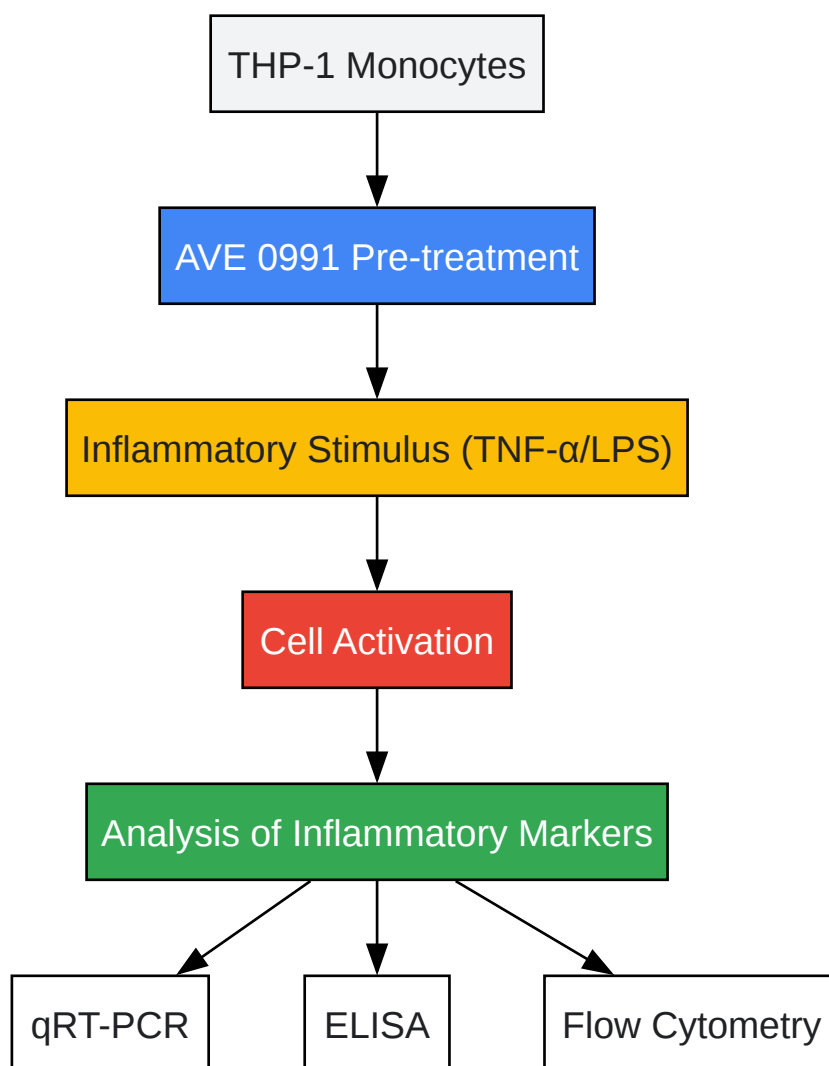 THP-1 Monocytes
AVE 0991 Pre-treatment
Inflammatory Stimulus (TNF-α/LPS)
Cell Activation
Analysis of Inflammatory Markers
qRT-PCR
ELISA
Flow Cytometry